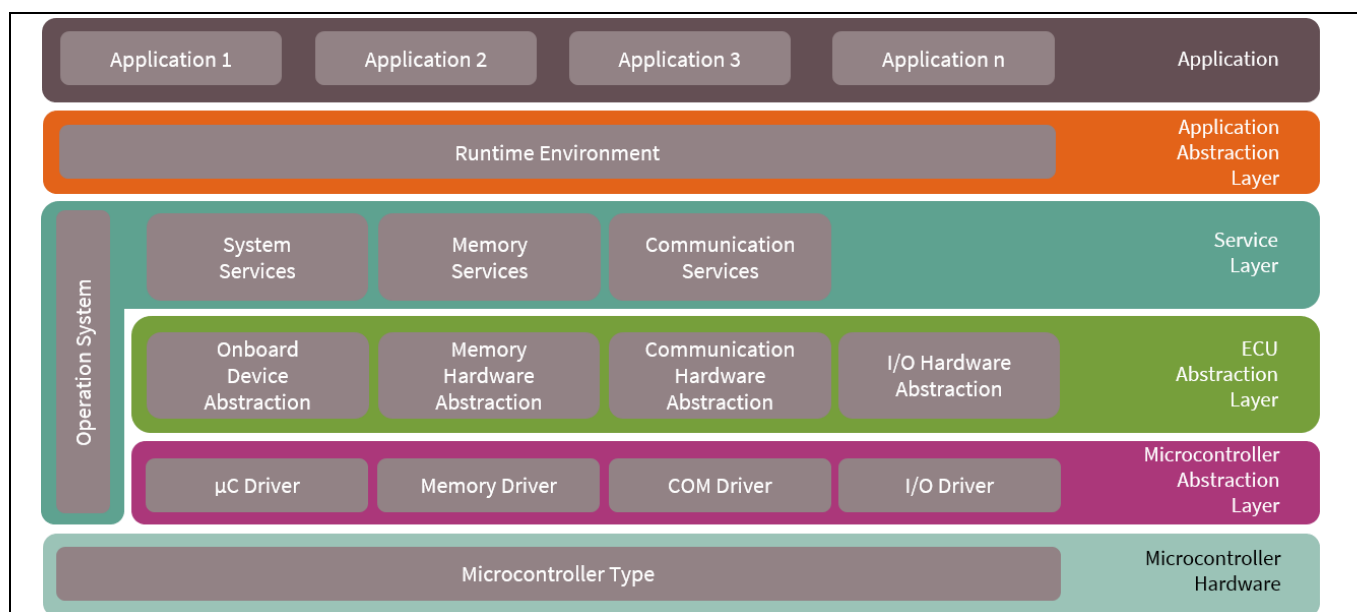 Application 1
Application 2
Application 3
Application n
Application
Runtime Environment
Application
Abstraction
Layer
Operation System
System
Services
Memory
Services
Communication
Services
Service
Layer
Onboard
Device
Abstraction
Memory
Hardware
Abstraction
Communication
Hardware
Abstraction
I/O Hardware
Abstraction
ECU
Abstraction
Layer
µC Driver
Memory Driver
COM Driver
I/O Driver
Microcontroller
Abstraction
Layer
Microcontroller Type
Microcontroller
Hardware